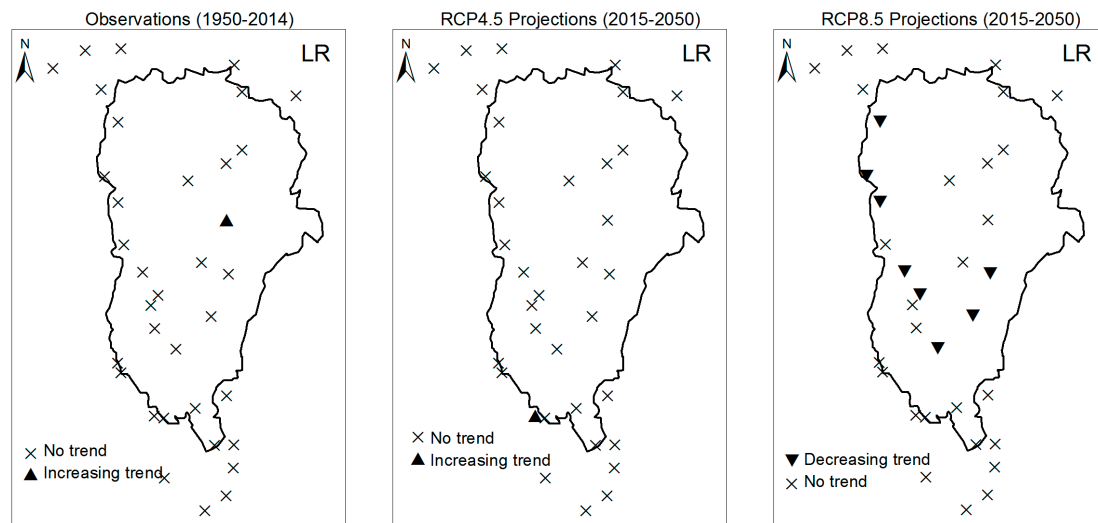 Observations (1950-2014)
N
LR
No trend
Increasing trend
RCP4.5 Projections (2015-2050)
N
LR
No trend
Increasing trend
RCP8.5 Projections (2015-2050)
N
LR
Decreasing trend
No trend